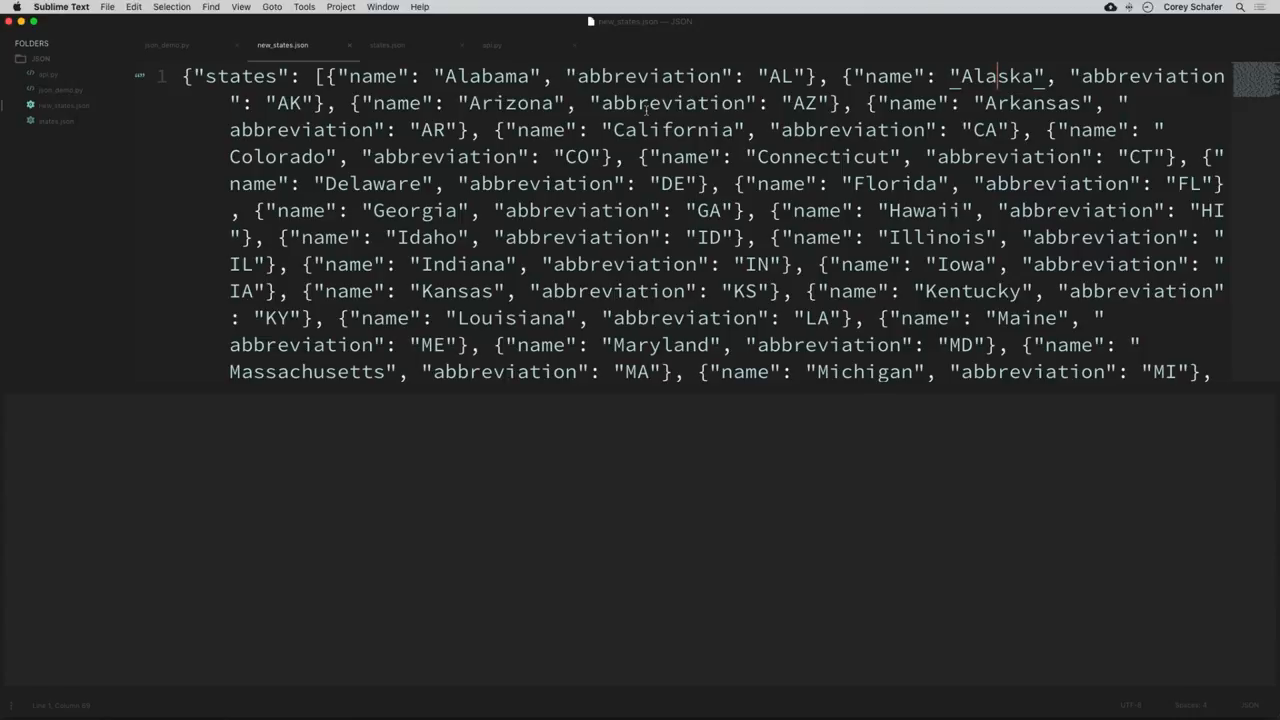 Sublime Text File Edit Selection Find View Goto Tools Project Window Help Corey Schafer
new_states.json — JSON
FOLDERS
JSON
api.py
json_demo.py
new_states.json
states.json
json_demo.py new_states.json states.json api.py
1 {"states": [{"name": "Alabama", "abbreviation": "AL"}, {"name": "Alaska", "abbreviation
": "AK"}, {"name": "Arizona", "abbreviation": "AZ"}, {"name": "Arkansas", "
abbreviation": "AR"}, {"name": "California", "abbreviation": "CA"}, {"name": "
Colorado", "abbreviation": "CO"}, {"name": "Connecticut", "abbreviation": "CT"}, {"
name": "Delaware", "abbreviation": "DE"}, {"name": "Florida", "abbreviation": "FL"}
, {"name": "Georgia", "abbreviation": "GA"}, {"name": "Hawaii", "abbreviation": "HI
"}, {"name": "Idaho", "abbreviation": "ID"}, {"name": "Illinois", "abbreviation": "
IL"}, {"name": "Indiana", "abbreviation": "IN"}, {"name": "Iowa", "abbreviation": "
IA"}, {"name": "Kansas", "abbreviation": "KS"}, {"name": "Kentucky", "abbreviation"
: "KY"}, {"name": "Louisiana", "abbreviation": "LA"}, {"name": "Maine", "
abbreviation": "ME"}, {"name": "Maryland", "abbreviation": "MD"}, {"name": "
Massachusetts", "abbreviation": "MA"}, {"name": "Michigan", "abbreviation": "MI"},
Line 1, Column 69 UTF-8 Spaces: 4 JSON